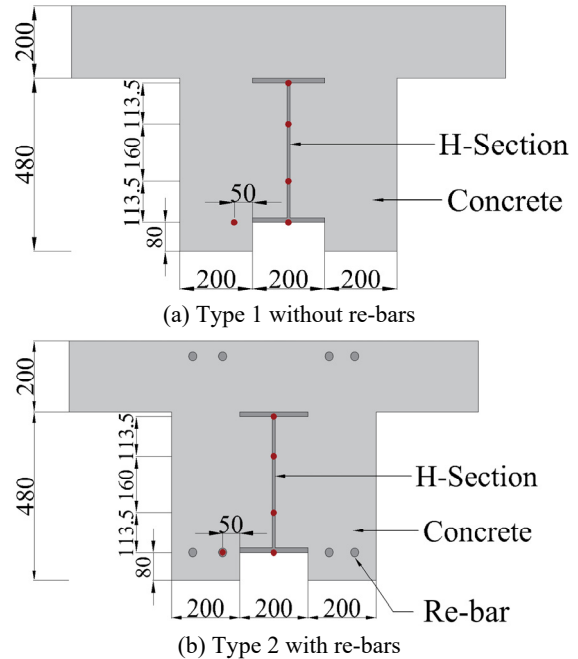 200
480
113.5
160
113.5
80
50
H-Section
Concrete
200 200 200
(a) Type 1 without re-bars
200
480
113.5
160
113.5
80
50
H-Section
Concrete
Re-bar
200 200 200
(b) Type 2 with re-bars